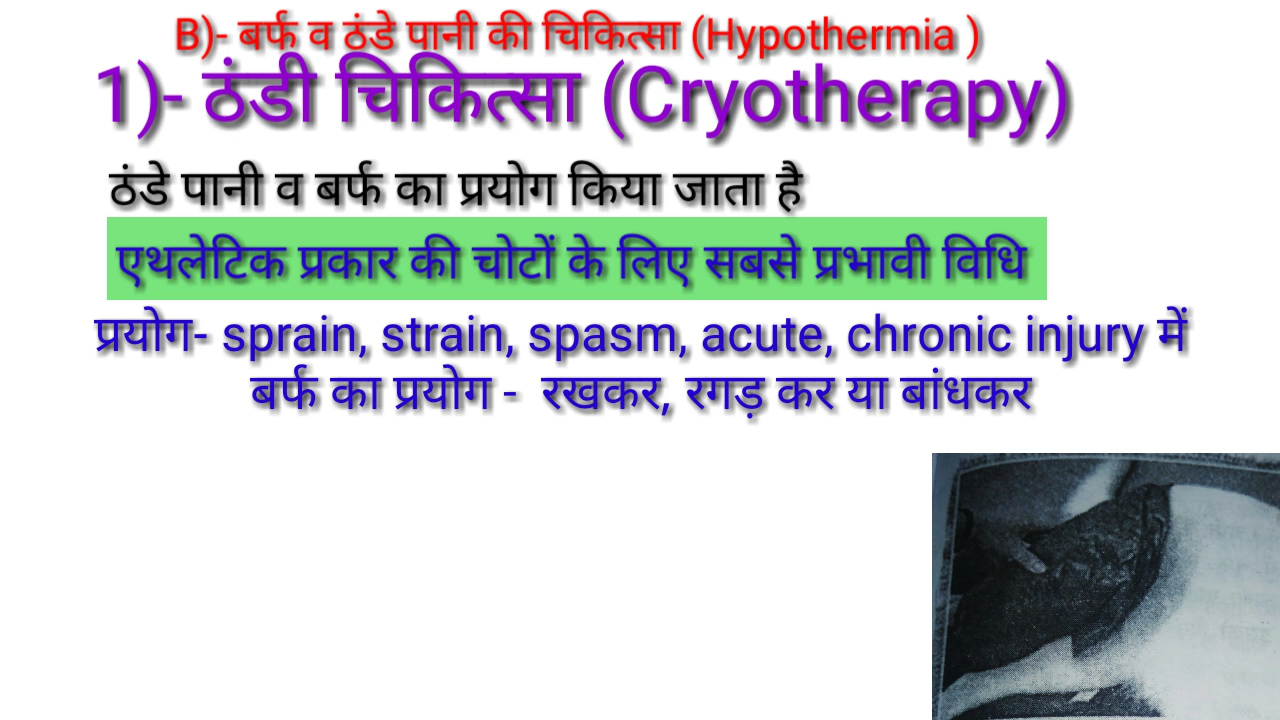 B)- बर्फ व ठंडे पानी की चिकित्सा (Hypothermia )
1)- ठंडी चिकित्सा (Cryotherapy)
ठंडे पानी व बर्फ का प्रयोग किया जाता है
एथलेटिक प्रकार की चोटों के लिए सबसे प्रभावी विधि
प्रयोग- sprain, strain, spasm, acute, chronic injury में
बर्फ का प्रयोग - रखकर, रगड़ कर या बांधकर